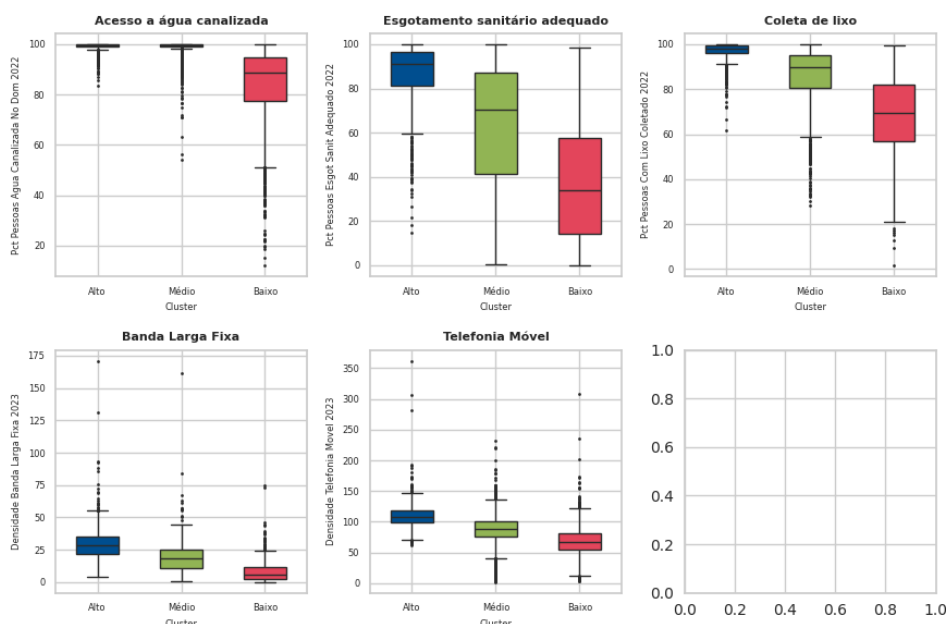 Acesso a água canalizada
Pct Pessoas Agua Canalizada No Dom 2022
100
80
60
40
20
Alto
Médio
Baixo
Cluster
Esgotamento sanitário adequado
Pct Pessoas Esgot Sanit Adequado 2022
100
80
60
40
20
0
Alto
Médio
Baixo
Cluster
Coleta de lixo
Pct Pessoas Com Lixo Coletado 2022
100
80
60
40
20
0
Alto
Médio
Baixo
Cluster
Banda Larga Fixa
Densidade Banda Larga Fixa 2023
175
150
125
100
75
50
25
0
Alto
Médio
Baixo
Cluster
Telefonia Móvel
Densidade Telefonia Movel 2023
350
300
250
200
150
100
50
0
Alto
Médio
Baixo
Cluster
1.0
0.8
0.6
0.4
0.2
0.0
0.0
0.2
0.4
0.6
0.8
1.0